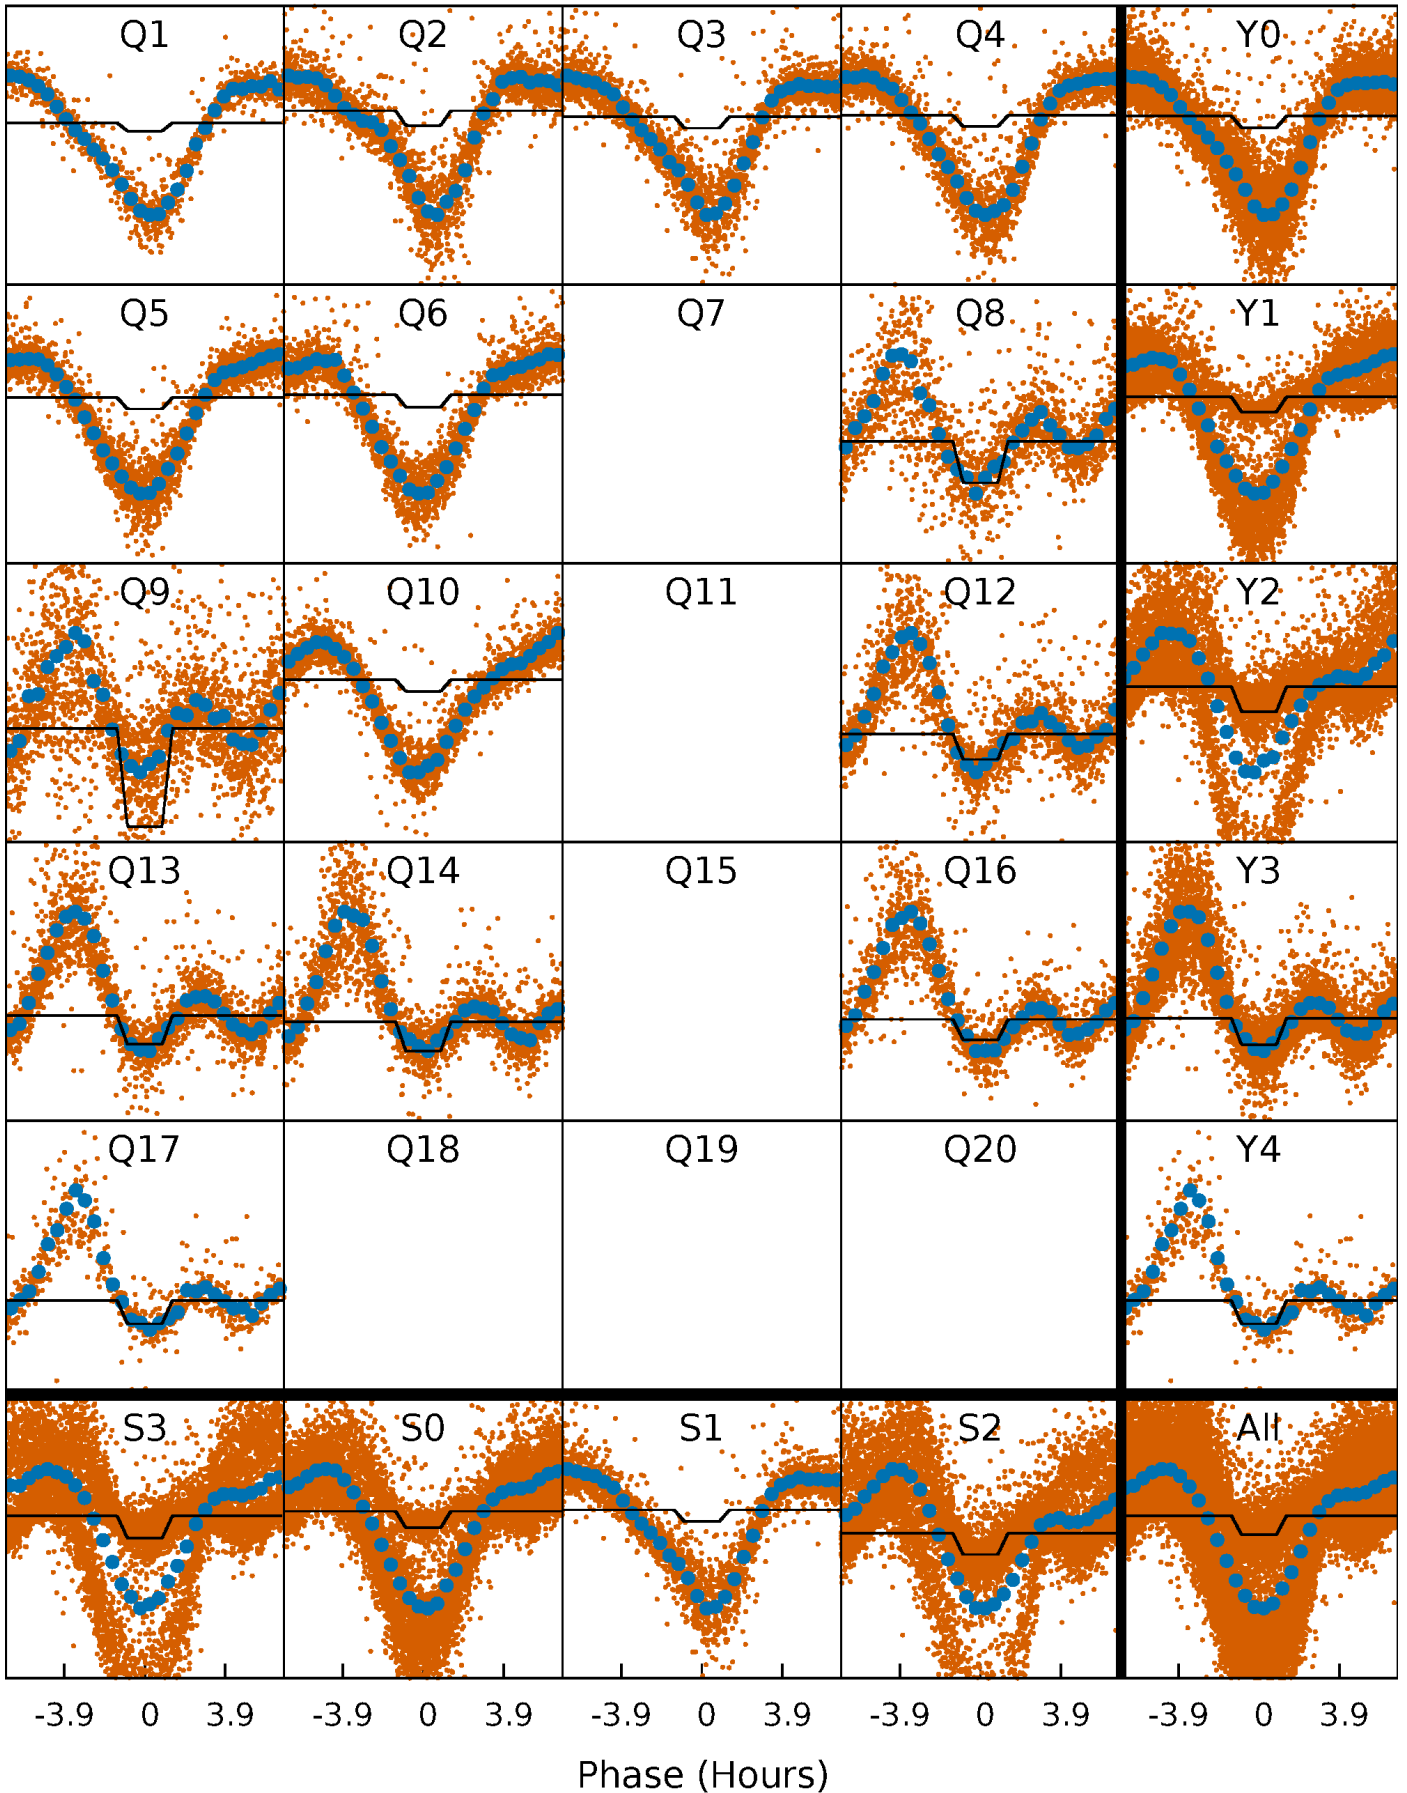 Q1 Q2 Q3 Q4 Y0
Q5 Q6 Q7 Q8 Y1
Q9 Q10 Q11 Q12 Y2
Q13 Q14 Q15 Q16 Y3
Q17 Q18 Q19 Q20 Y4
S3 S0 S1 S2 All
-3.9 0 3.9 -3.9 0 3.9 -3.9 0 3.9 -3.9 0 3.9 -3.9 0 3.9
Phase (Hours)